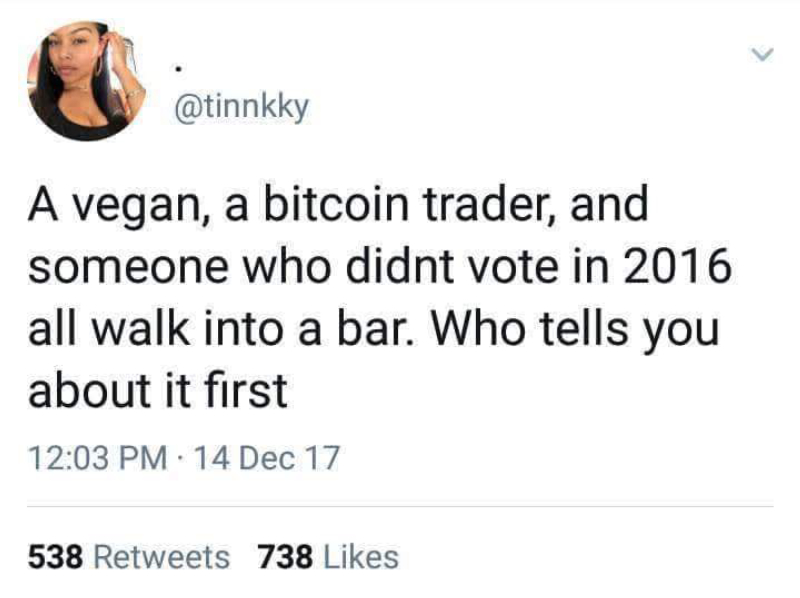 .
@tinnkky
A vegan, a bitcoin trader, and
someone who didnt vote in 2016
all walk into a bar. Who tells you
about it first
12:03 PM · 14 Dec 17
538 Retweets 738 Likes